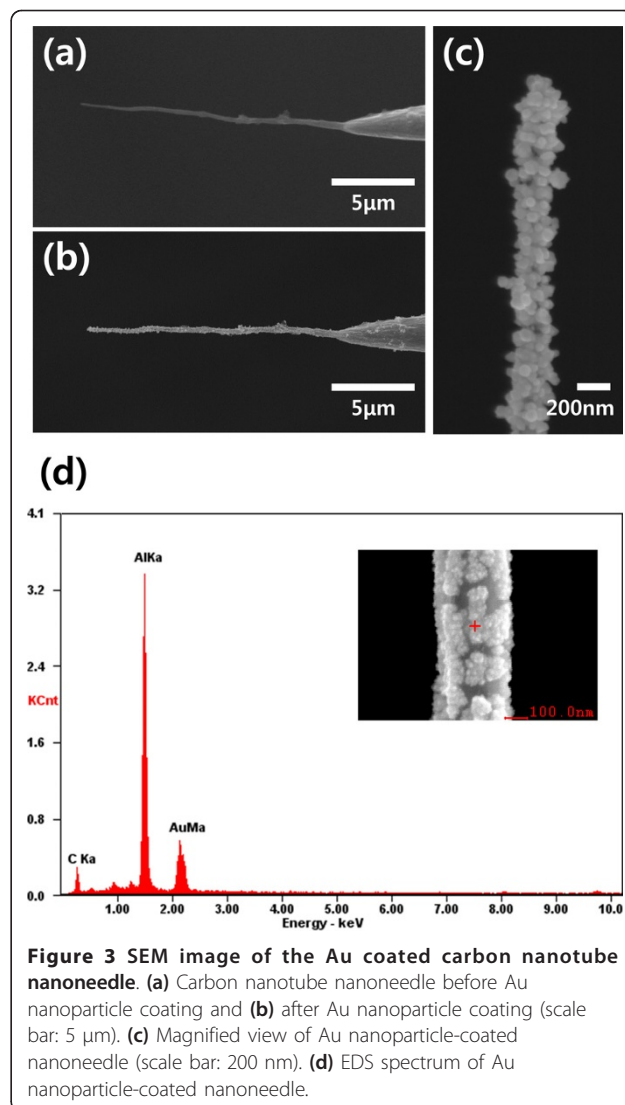 (a)
5μm
(b)
5μm
(c)
200nm
(d)
4.1
3.2
2.4
KCnt
1.6
0.8
0.0
AlKa
C Ka
AuMa
100.0nm
1.00 2.00 3.00 4.00 5.00 6.00 7.00 8.00 9.00 10.0
Energy - keV
Figure 3 SEM image of the Au coated carbon nanotube
nanoneedle. (a) Carbon nanotube nanoneedle before Au
nanoparticle coating and (b) after Au nanoparticle coating (scale
bar: 5 μm). (c) Magnified view of Au nanoparticle-coated
nanoneedle (scale bar: 200 nm). (d) EDS spectrum of Au
nanoparticle-coated nanoneedle.